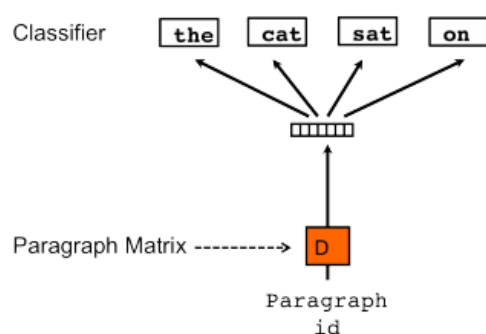 Classifier the cat sat on
Paragraph Matrix D
Paragraph
id